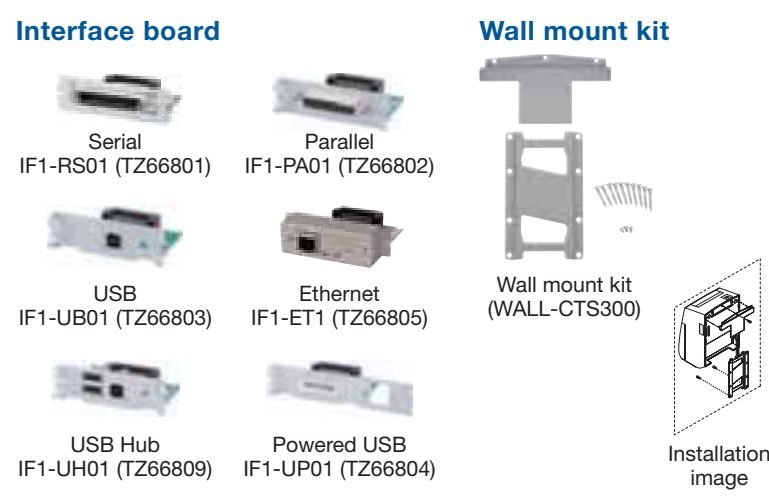 Interface board
Serial
IF1-RS01 (TZ66801)
Parallel
IF1-PA01 (TZ66802)
USB
IF1-UB01 (TZ66803)
Ethernet
IF1-ET1 (TZ66805)
USB Hub
IF1-UH01 (TZ66809)
Powered USB
IF1-UP01 (TZ66804)
Wall mount kit
Wall mount kit
(WALL-CTS300)
Installation
image